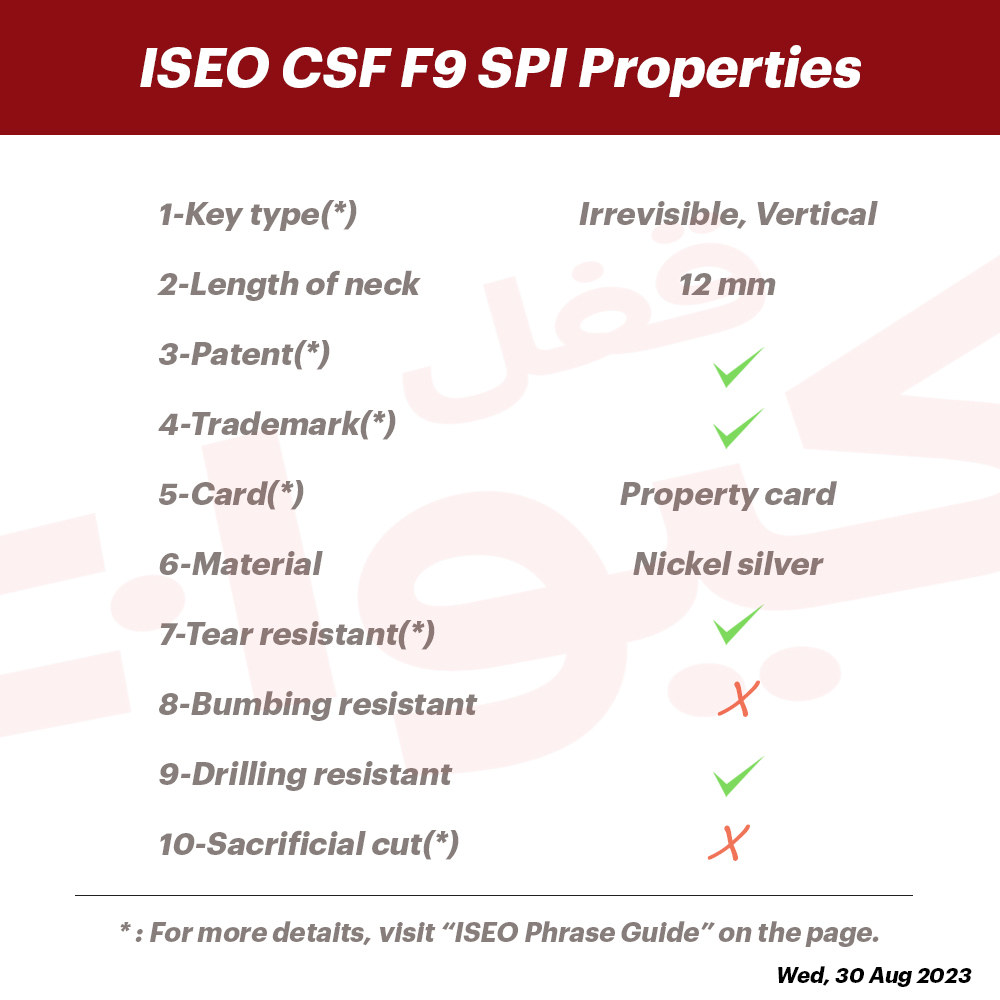 ISEO CSF F9 SPI Properties
1-Key type(*) Irrevisible, Vertical
2-Length of neck 12 mm
3-Patent(*)
4-Trademark(*)
5-Card(*) Property card
6-Material Nickel silver
7-Tear resistant(*)
8-Bumbing resistant
9-Drilling resistant
10-Sacrificial cut(*)
* : For more detaits, visit “ISEO Phrase Guide” on the page.
Wed, 30 Aug 2023
قفل